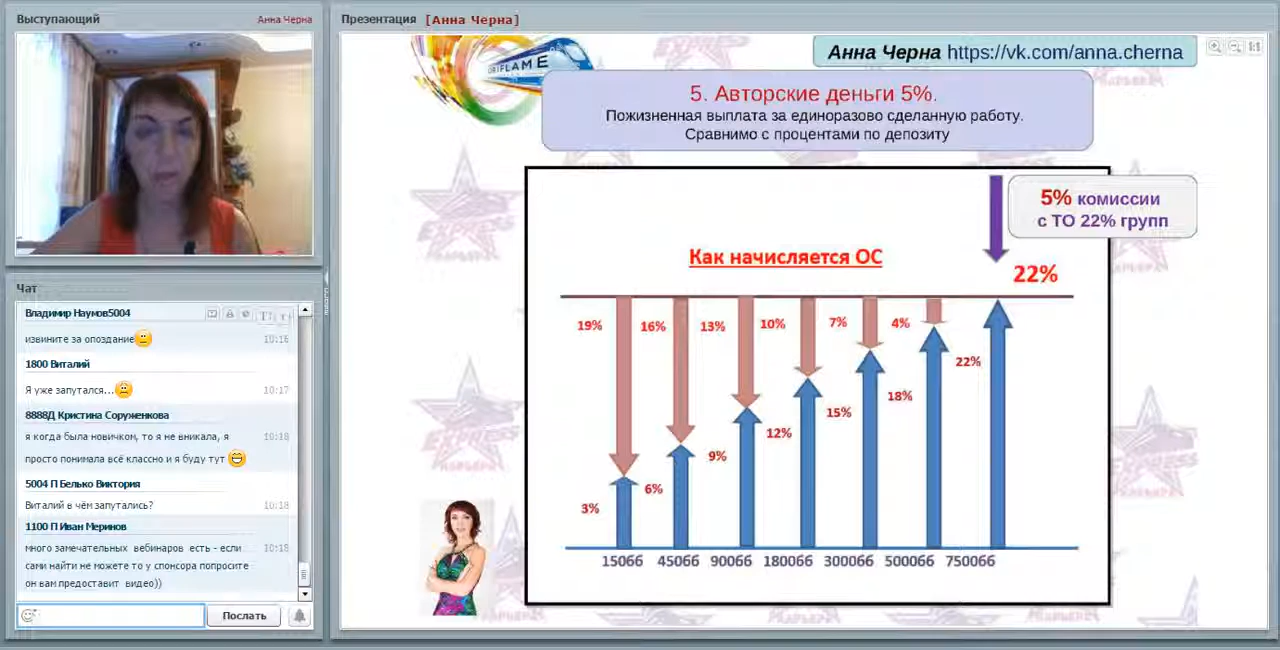 Выступающий
Анна Черна
Чат
Владимир Наумов5004
извините за опоздание
10:16
1800 Виталий
Я уже запутался...
10:17
8888Д Кристина Соруженкова
я когда была новичком, то я не вникала, я
10:18
просто понимала всё классно и я буду тут
5004 П Белько Виктория
Виталий в чём запутались?
10:18
1100 П Иван Меринов
много замечательных вебинаров есть - если
10:18
сами найти не можете то у спонсора попросите
он вам предоставит видео))
Послать
Презентация [Анна Черна]
ORIFLAME
Анна Черна https://vk.com/anna.cherna
1:1
5. Авторские деньги 5%.
Пожизненная выплата за единоразово сделанную работу.
Сравнимо с процентами по депозиту
5% комиссии
с ТО 22% групп
Как начисляется ОС
22%
19% 16% 13% 10% 7% 4%
22%
18%
15%
12%
9%
6%
3%
150бб 450бб 900бб 1800бб 3000бб 5000бб 7500бб
EXPRESS
КАРЬЕРА